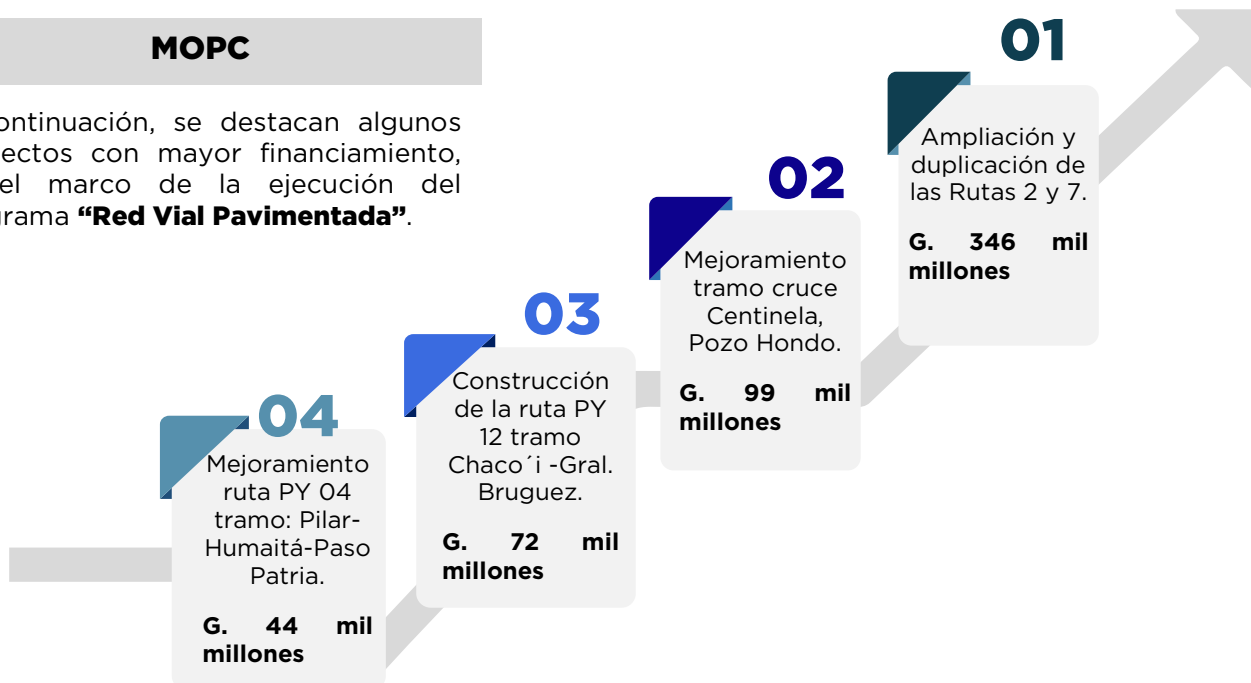 MOPC
ontinuación, se destacan algunos
ectos con mayor financiamiento,
el marco de la ejecución del
grama “Red Vial Pavimentada”.
01
Ampliación y
duplicación de
las Rutas 2 y 7.
G. 346 mil
millones
02
Mejoramiento
tramo cruce
Centinela,
Pozo Hondo.
G. 99 mil
millones
03
Construcción
de la ruta PY
12 tramo
Chaco´i -Gral.
Bruguez.
G. 72 mil
millones
04
Mejoramiento
ruta PY 04
tramo: Pilar-
Humaitá-Paso
Patria.
G. 44 mil
millones